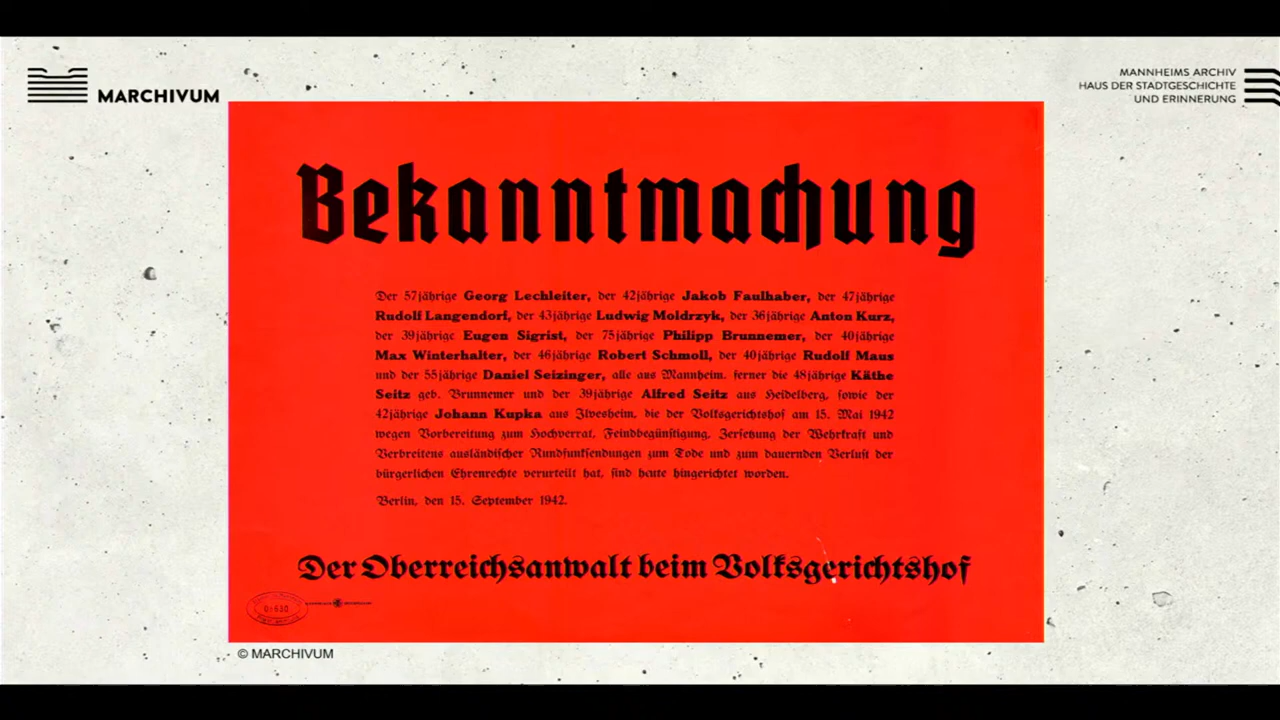 MARCHIVUM
MANNHEIMS ARCHIV
HAUS DER STADTGESCHICHTE
UND ERINNERUNG
Bekanntmachung
Der 57jährige Georg Lechleiter, der 42jährige Jakob Faulhaber, der 47jährige
Rudolf Langendorf, der 43jährige Ludwig Moldrzyk, der 36jährige Anton Kurz,
der 39jährige Eugen Sigrist, der 75jährige Philipp Brunnemer, der 40jährige
Max Winterhalter, der 46jährige Robert Schmoll, der 40jährige Rudolf Maus
und der 55jährige Daniel Seizinger, alle aus Mannheim. ferner die 48jährige Käthe
Seitz geb. Brunnemer und der 39jährige Alfred Seitz aus Heidelberg, sowie der
42jährige Johann Kupka aus Ilvesheim, die der Volksgerichtshof am 15. Mai 1942
wegen Vorbereitung zum Hochverrat, Feindbegünstigung, Zersetzung der Wehrkraft und
Verbreitens ausländischer Rundfunksendungen zum Tode und zum dauernden Verlust der
bürgerlichen Ehrenrechte verurteilt hat, sind heute hingerichtet worden.
Berlin, den 15. September 1942.
Der Oberreichsanwalt beim Volksgerichtshof
© MARCHIVUM